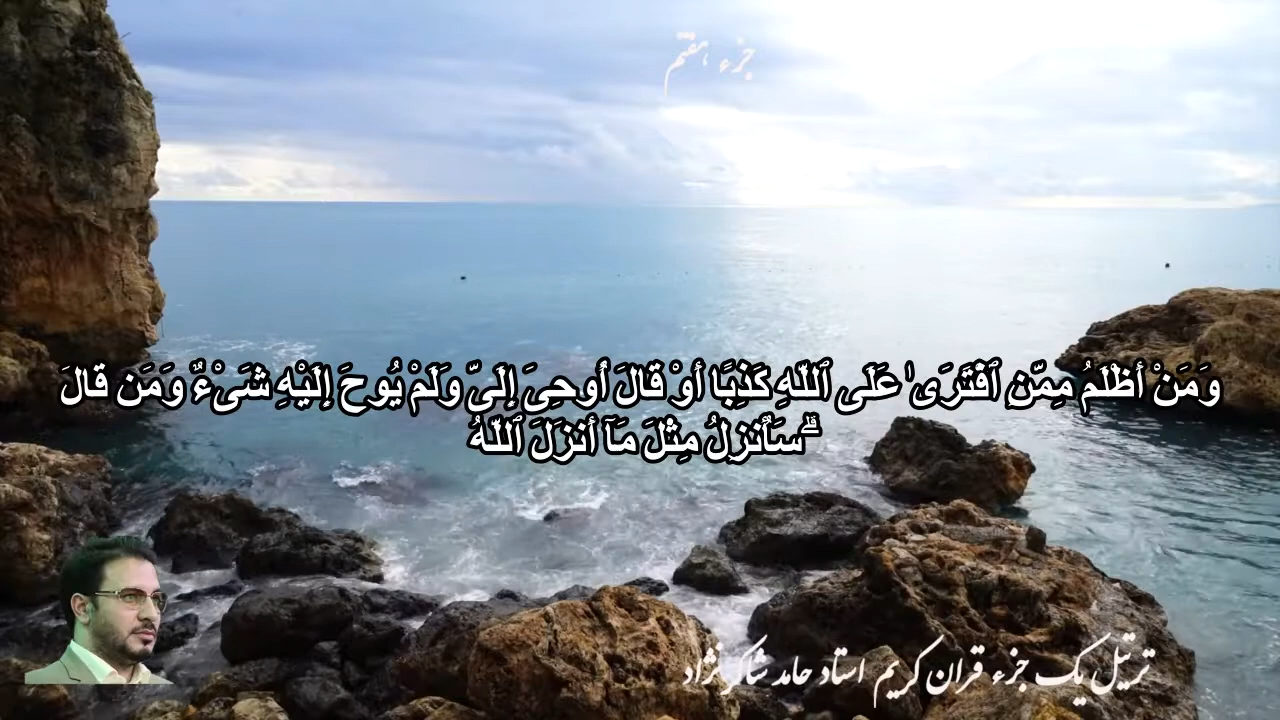 جزء هفتم
وَمَنْ أَظْلَمُ مِمَّنِ ٱفْتَرَىٰ عَلَى ٱللَّهِ كَذِبًا أَوْ قَالَ أُوحِىَ إِلَىَّ وَلَمْ يُوحَ إِلَيْهِ شَىْءٌ وَمَن قَالَ
سَأُنزِلُ مِثْلَ مَآ أَنزَلَ ٱللَّهُ ۗ
ترتیل یک جزء قران کریم استاد حامد شاکرنژاد